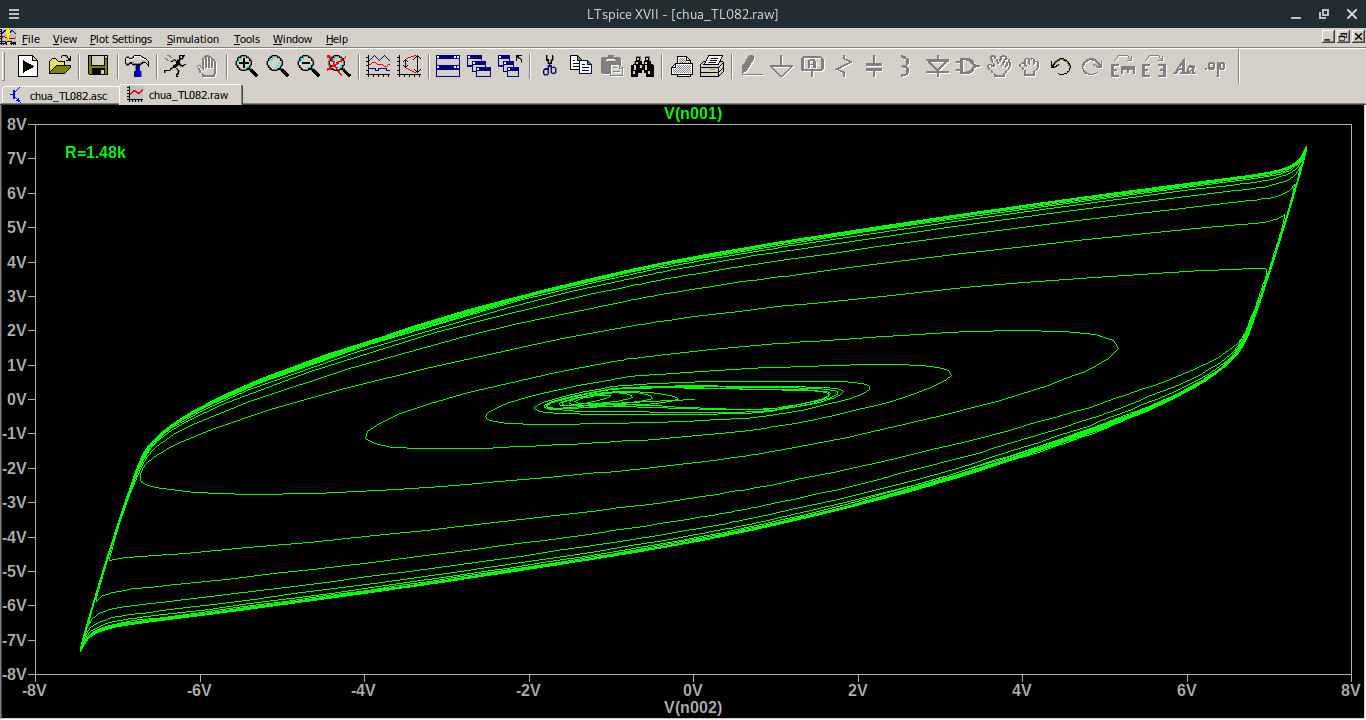 LTspice XVII - [chua_TL082.raw]
File View Plot Settings Simulation Tools Window Help
Aa .op
chua_TL082.asc chua_TL082.raw
V(n001)
R=1.48k
8V
7V
6V
5V
4V
3V
2V
1V
0V
-1V
-2V
-3V
-4V
-5V
-6V
-7V
-8V
-8V -6V -4V -2V 0V 2V 4V 6V 8V
V(n002)